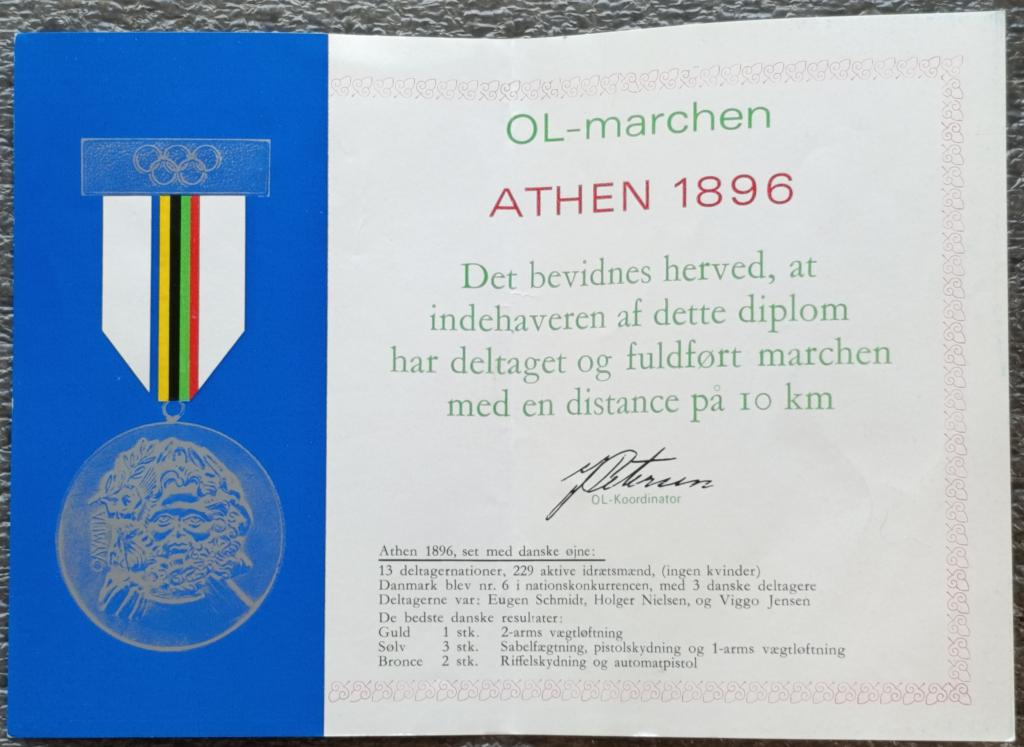 OL-marchen
ATHEN 1896
Det bevidnes herved, at
indehaveren af dette diplom
har deltaget og fuldført marchen
med en distance på 10 km
J Petersen
OL-Koordinator
Athen 1896, set med danske øjne:
13 deltagernationer, 229 aktive idrætsmænd, (ingen kvinder)
Danmark blev nr. 6 i nationskonkurrencen, med 3 danske deltagere
Deltagerne var: Eugen Schmidt, Holger Nielsen, og Viggo Jensen
De bedste danske resultater:
Guld 1 stk. 2-arms vægtløftning
Sølv 3 stk. Sabelfægtning, pistolskydning og 1-arms vægtløftning
Bronce 2 stk. Riffelskydning og automatpistol